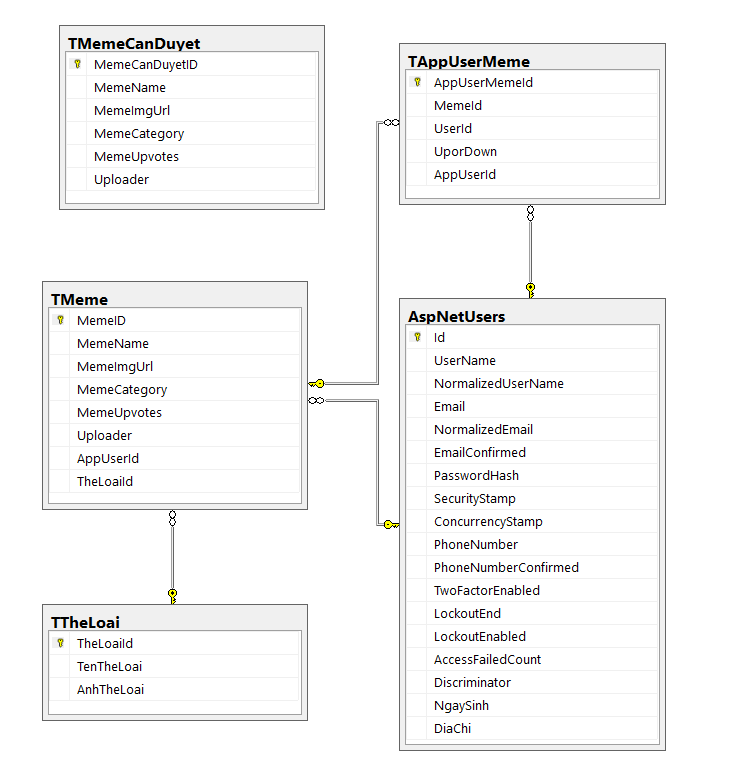 TMemeCanDuyet
MemeCanDuyetID
MemeName
MemeImgUrl
MemeCategory
MemeUpvotes
Uploader
TAppUserMeme
AppUserMemeId
MemeId
UserId
UporDown
AppUserId
TMeme
MemeID
MemeName
MemeImgUrl
MemeCategory
MemeUpvotes
Uploader
AppUserId
TheLoaiId
AspNetUsers
Id
UserName
NormalizedUserName
Email
NormalizedEmail
EmailConfirmed
PasswordHash
SecurityStamp
ConcurrencyStamp
PhoneNumber
PhoneNumberConfirmed
TwoFactorEnabled
LockoutEnd
LockoutEnabled
AccessFailedCount
Discriminator
NgaySinh
DiaChi
TTheLoai
TheLoaiId
TenTheLoai
AnhTheLoai